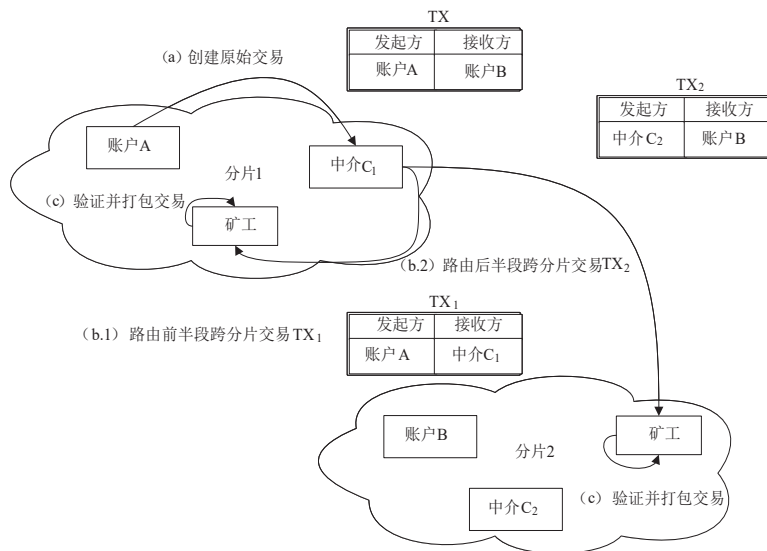 TX
发起方 接收方
账户A 账户B
(a) 创建原始交易
TX₂
发起方 接收方
中介C₂ 账户B
账户A
中介C₁
分片1
(c) 验证并打包交易
矿工
(b.2) 路由后半段跨分片交易TX₂
TX₁
发起方 接收方
账户A 中介C₁
(b.1) 路由前半段跨分片交易TX₁
账户B
矿工
分片2
中介C₂
(c) 验证并打包交易